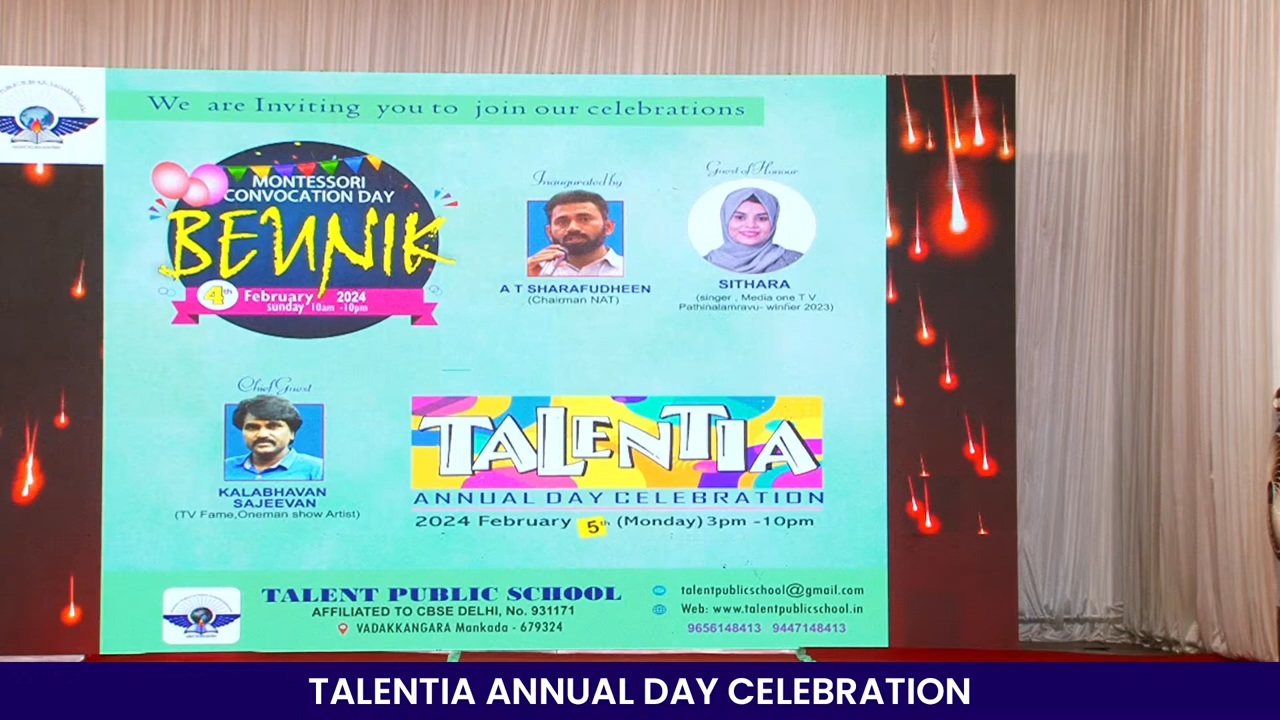 We are Inviting you to join our celebrations
MONTESSORI
CONVOCATION DAY
BEUNIK
4th February 2024
Sunday 10am -10pm
Inaugurated by
A T SHARAFUDHEEN
(Chairman NAT)
Guest of Honour
SITHARA
(singer , Media one T V
Pathinalamravu- winner 2023)
Chief Guest
KALABHAVAN
SAJEEVAN
(TV Fame,Oneman show Artist)
TALENTIA
ANNUAL DAY CELEBRATION
2024 February 5th (Monday) 3pm -10pm
TALENT PUBLIC SCHOOL
AFFILIATED TO CBSE DELHI, No. 931171
VADAKKANGARA Mankada - 679324
talentpublicschool@gmail.com
Web: www.talentpublicschool.in
9656148413 9447148413
TALENTIA ANNUAL DAY CELEBRATION